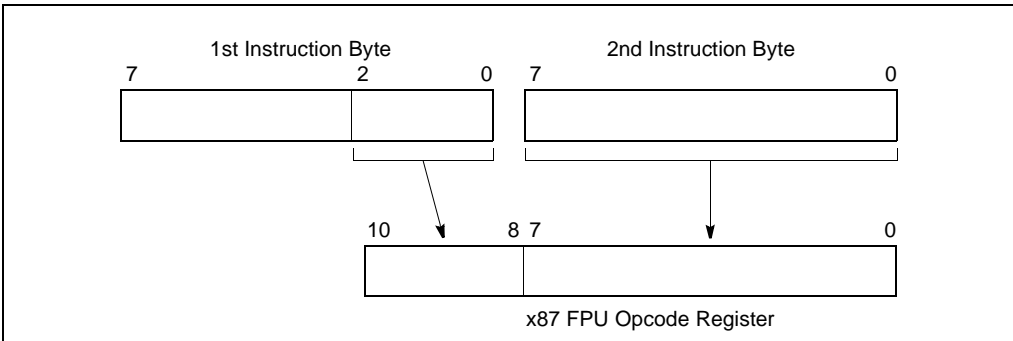 1st Instruction Byte 2nd Instruction Byte
7 2 0 7 0
10 8 7 0
x87 FPU Opcode Register